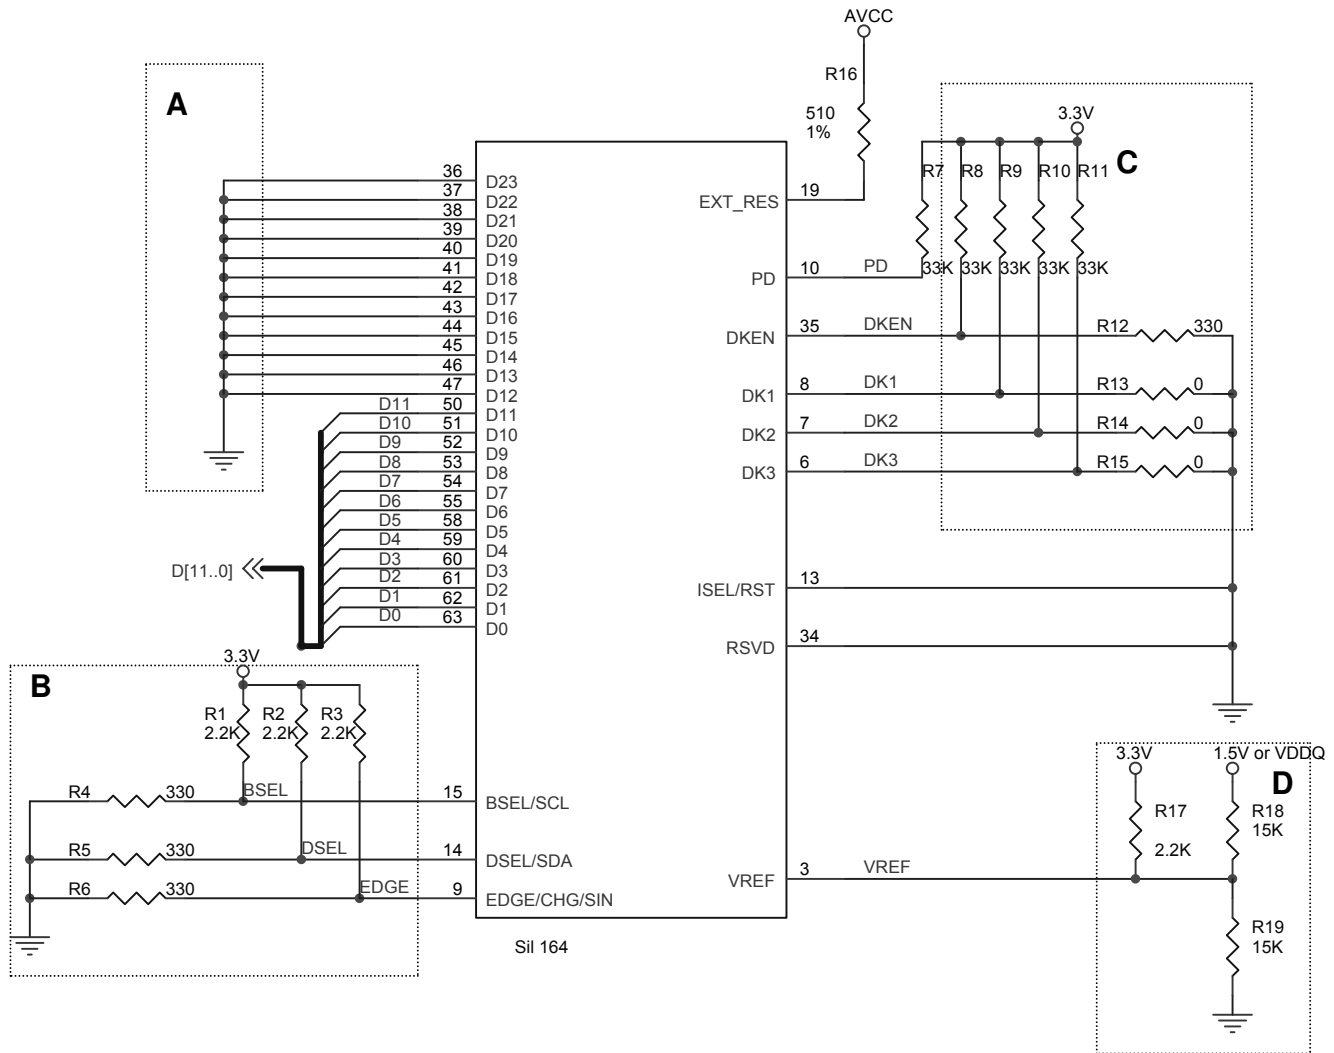 AVCC
R16
510
1%
A
3.3V
C
R7 R8 R9 R10 R11
33K 33K 33K 33K 33K
36 D23
37 D22
38 D21
39 D20
40 D19
41 D18
42 D17
43 D16
44 D15
45 D14
46 D13
47 D12
D11 50 D11
D10 51 D10
D9 52 D9
D8 53 D8
D7 54 D7
D6 55 D6
D5 58 D5
D4 59 D4
D3 60 D3
D2 61 D2
D1 62 D1
D0 63 D0
D[11..0]
EXT_RES 19
PD 10 PD
DKEN 35 DKEN R12 330
DK1 8 DK1 R13 0
DK2 7 DK2 R14 0
DK3 6 DK3 R15 0
ISEL/RST 13
RSVD 34
B
3.3V
R1 R2 R3
2.2K 2.2K 2.2K
R4 330 BSEL 15 BSEL/SCL
R5 330 DSEL 14 DSEL/SDA
R6 330 EDGE 9 EDGE/CHG/SIN
SiI 164
3.3V
1.5V or VDDQ
D
R17
2.2K
R18
15K
VREF 3 VREF
R19
15K